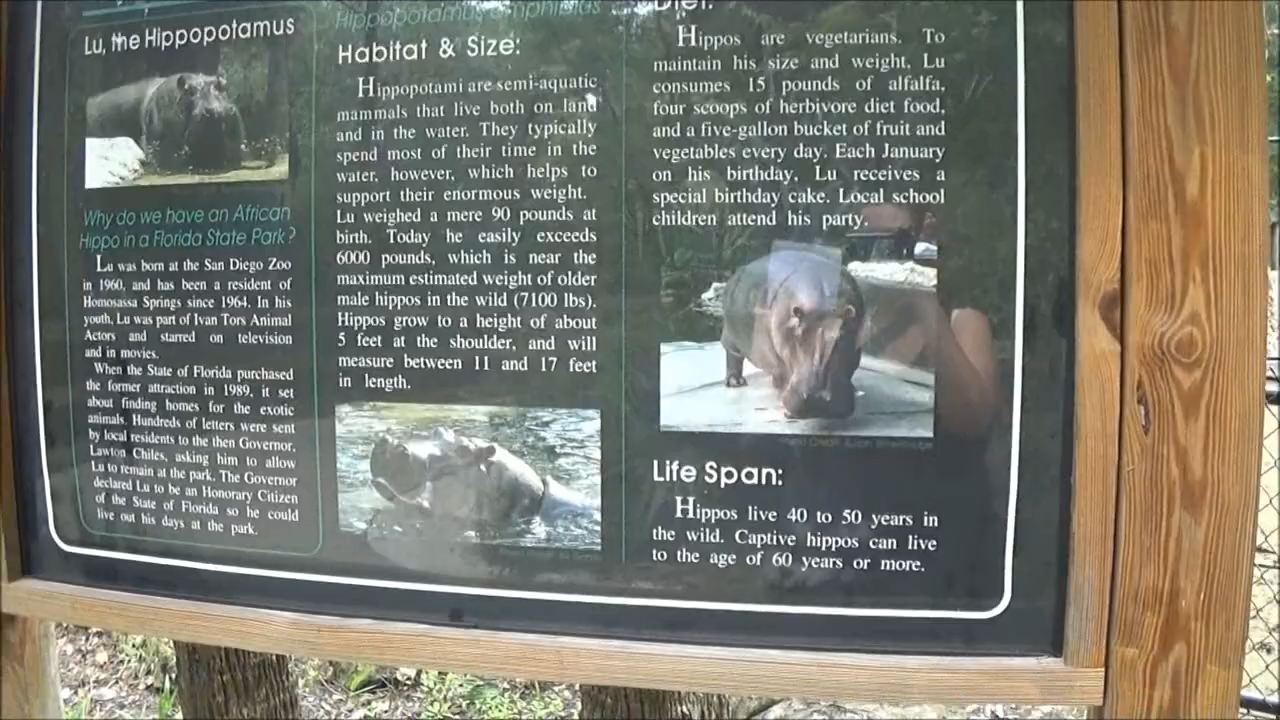 Lu, the Hippopotamus
Why do we have an African
Hippo in a Florida State Park?
Lu was born at the San Diego Zoo
in 1960, and has been a resident of
Homosassa Springs since 1964. In his
youth, Lu was part of Ivan Tors Animal
Actors and starred on television
and in movies.
When the State of Florida purchased
the former attraction in 1989, it set
about finding homes for the exotic
animals. Hundreds of letters were sent
by local residents to the then Governor,
Lawton Chiles, asking him to allow
Lu to remain at the park. The Governor
declared Lu to be an Honorary Citizen
of the State of Florida so he could
live out his days at the park.
Hippopotamus amphibius
Habitat & Size:
Hippopotami are semi-aquatic
mammals that live both on land
and in the water. They typically
spend most of their time in the
water, however, which helps to
support their enormous weight.
Lu weighed a mere 90 pounds at
birth. Today he easily exceeds
6000 pounds, which is near the
maximum estimated weight of older
male hippos in the wild (7100 lbs).
Hippos grow to a height of about
5 feet at the shoulder, and will
measure between 11 and 17 feet
in length.
Diet:
Hippos are vegetarians. To
maintain his size and weight, Lu
consumes 15 pounds of alfalfa,
four scoops of herbivore diet food,
and a five-gallon bucket of fruit and
vegetables every day. Each January
on his birthday, Lu receives a
special birthday cake. Local school
children attend his party.
Life Span:
Hippos live 40 to 50 years in
the wild. Captive hippos can live
to the age of 60 years or more.